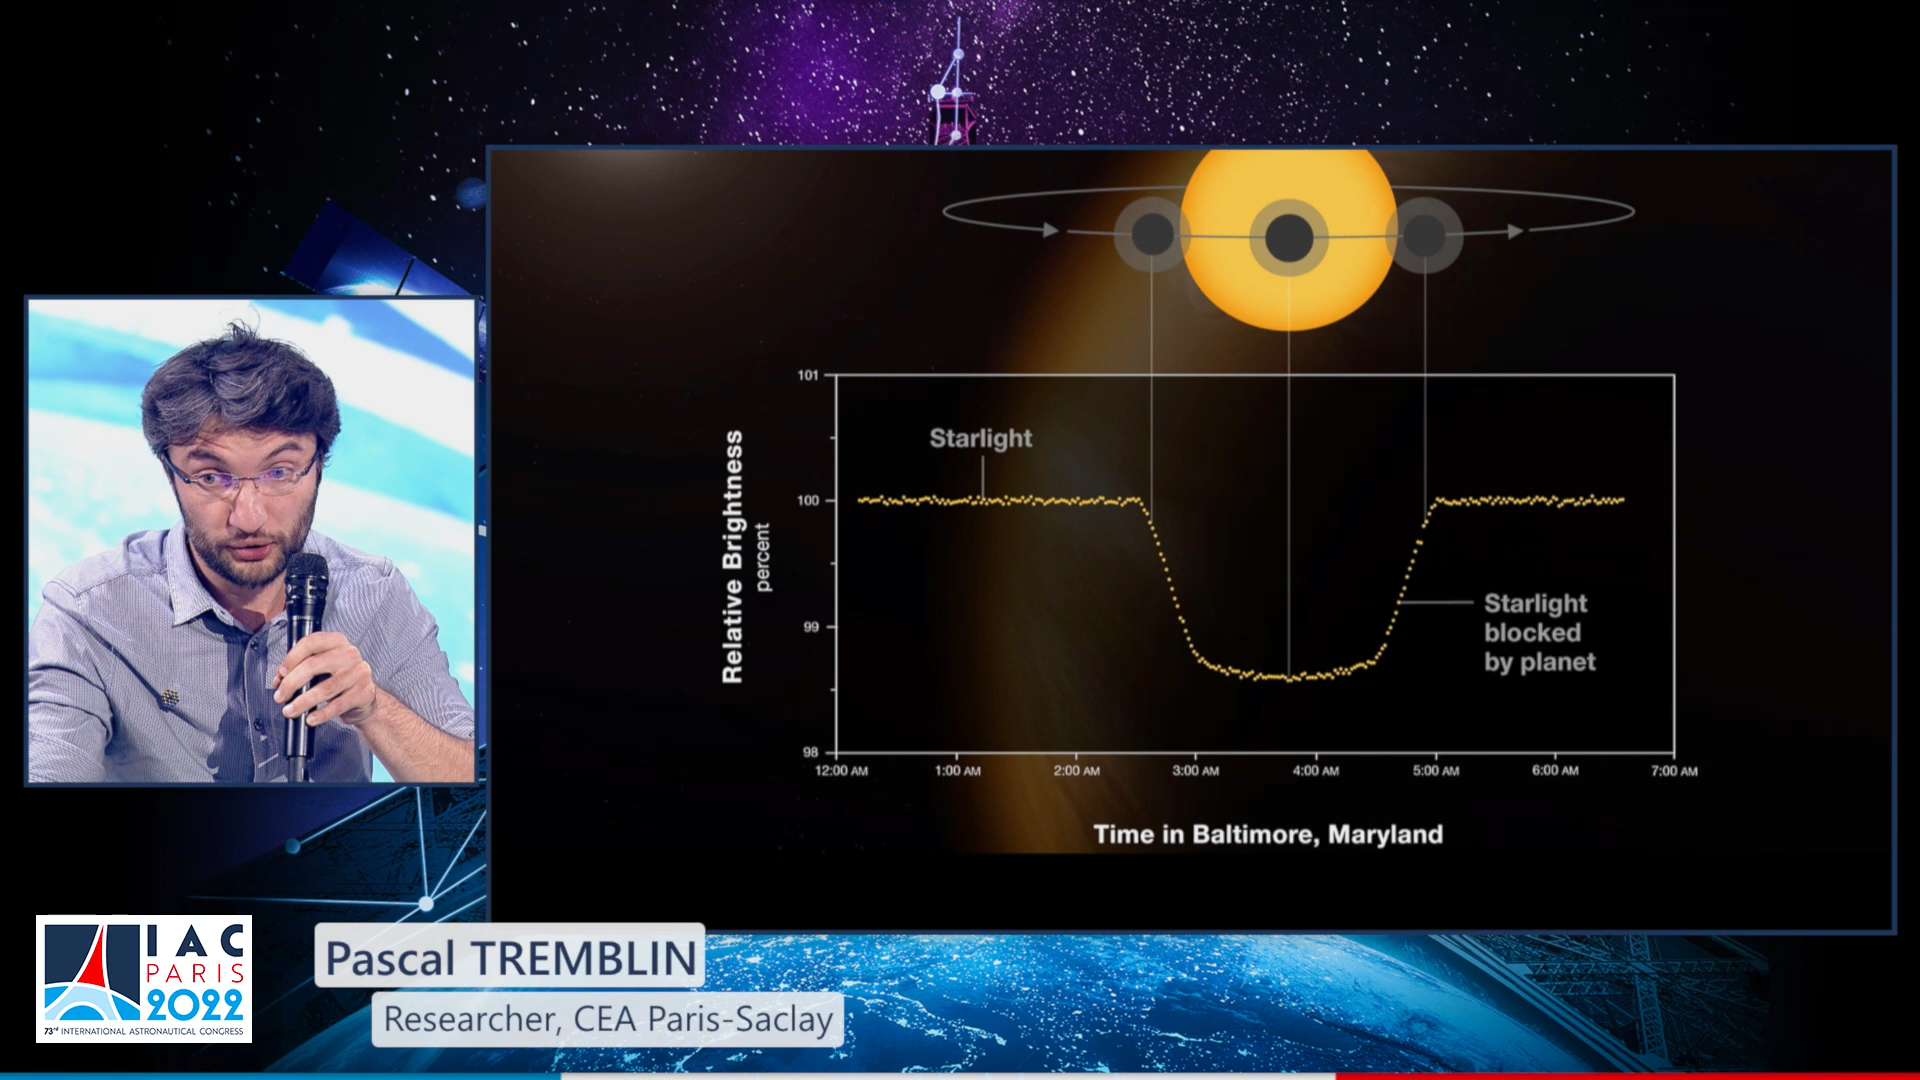 101
Starlight
100
Relative Brightness
percent
99
Starlight
blocked
by planet
98
12:00 AM 1:00 AM 2:00 AM 3:00 AM 4:00 AM 5:00 AM 6:00 AM 7:00 AM
Time in Baltimore, Maryland
IAC
PARIS
2022
73rd INTERNATIONAL ASTRONAUTICAL CONGRESS
Pascal TREMBLIN
Researcher, CEA Paris-Saclay